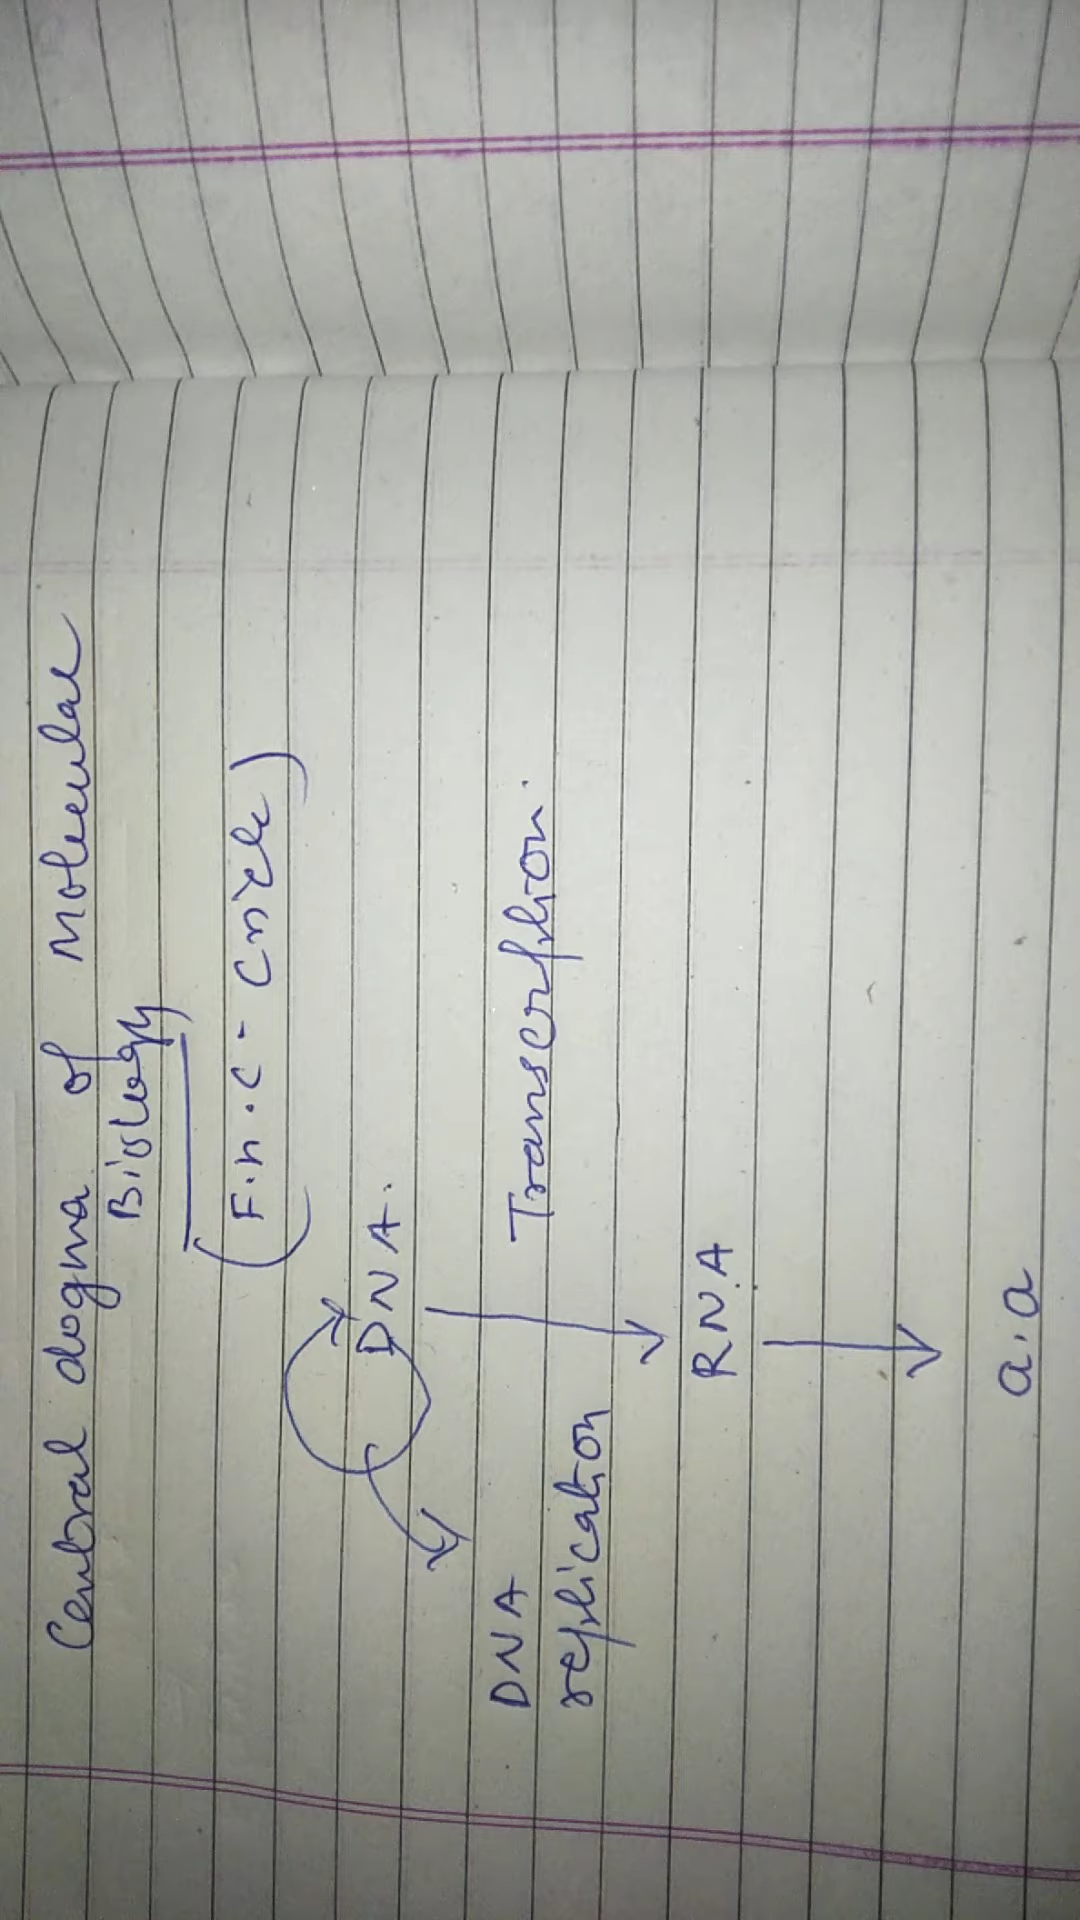 Central dogma of Molecular
Biology
(F.H.C - Crick)
DNA.
Transcription.
DNA
replication
RNA
a.a